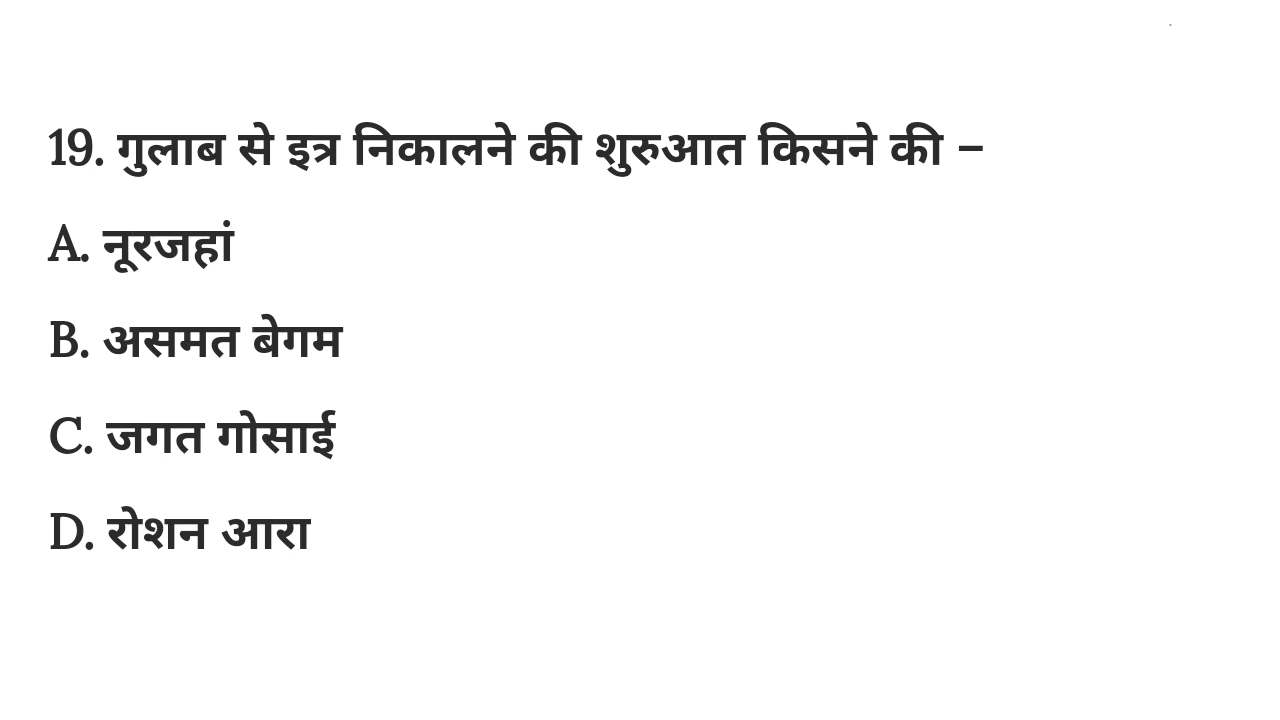 19. गुलाब से इत्र निकालने की शुरुआत किसने की –
A. नूरजहां
B. असमत बेगम
C. जगत गोसाई
D. रोशन आरा